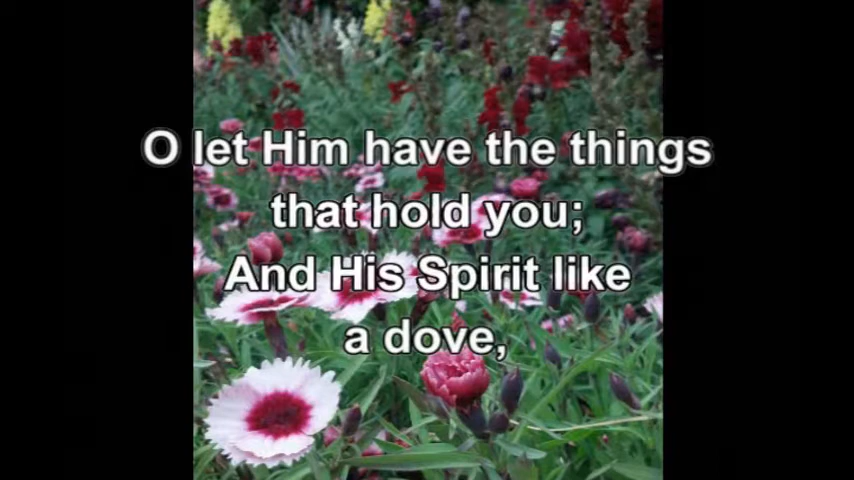 O let Him have the things
that hold you;
And His Spirit like
a dove,